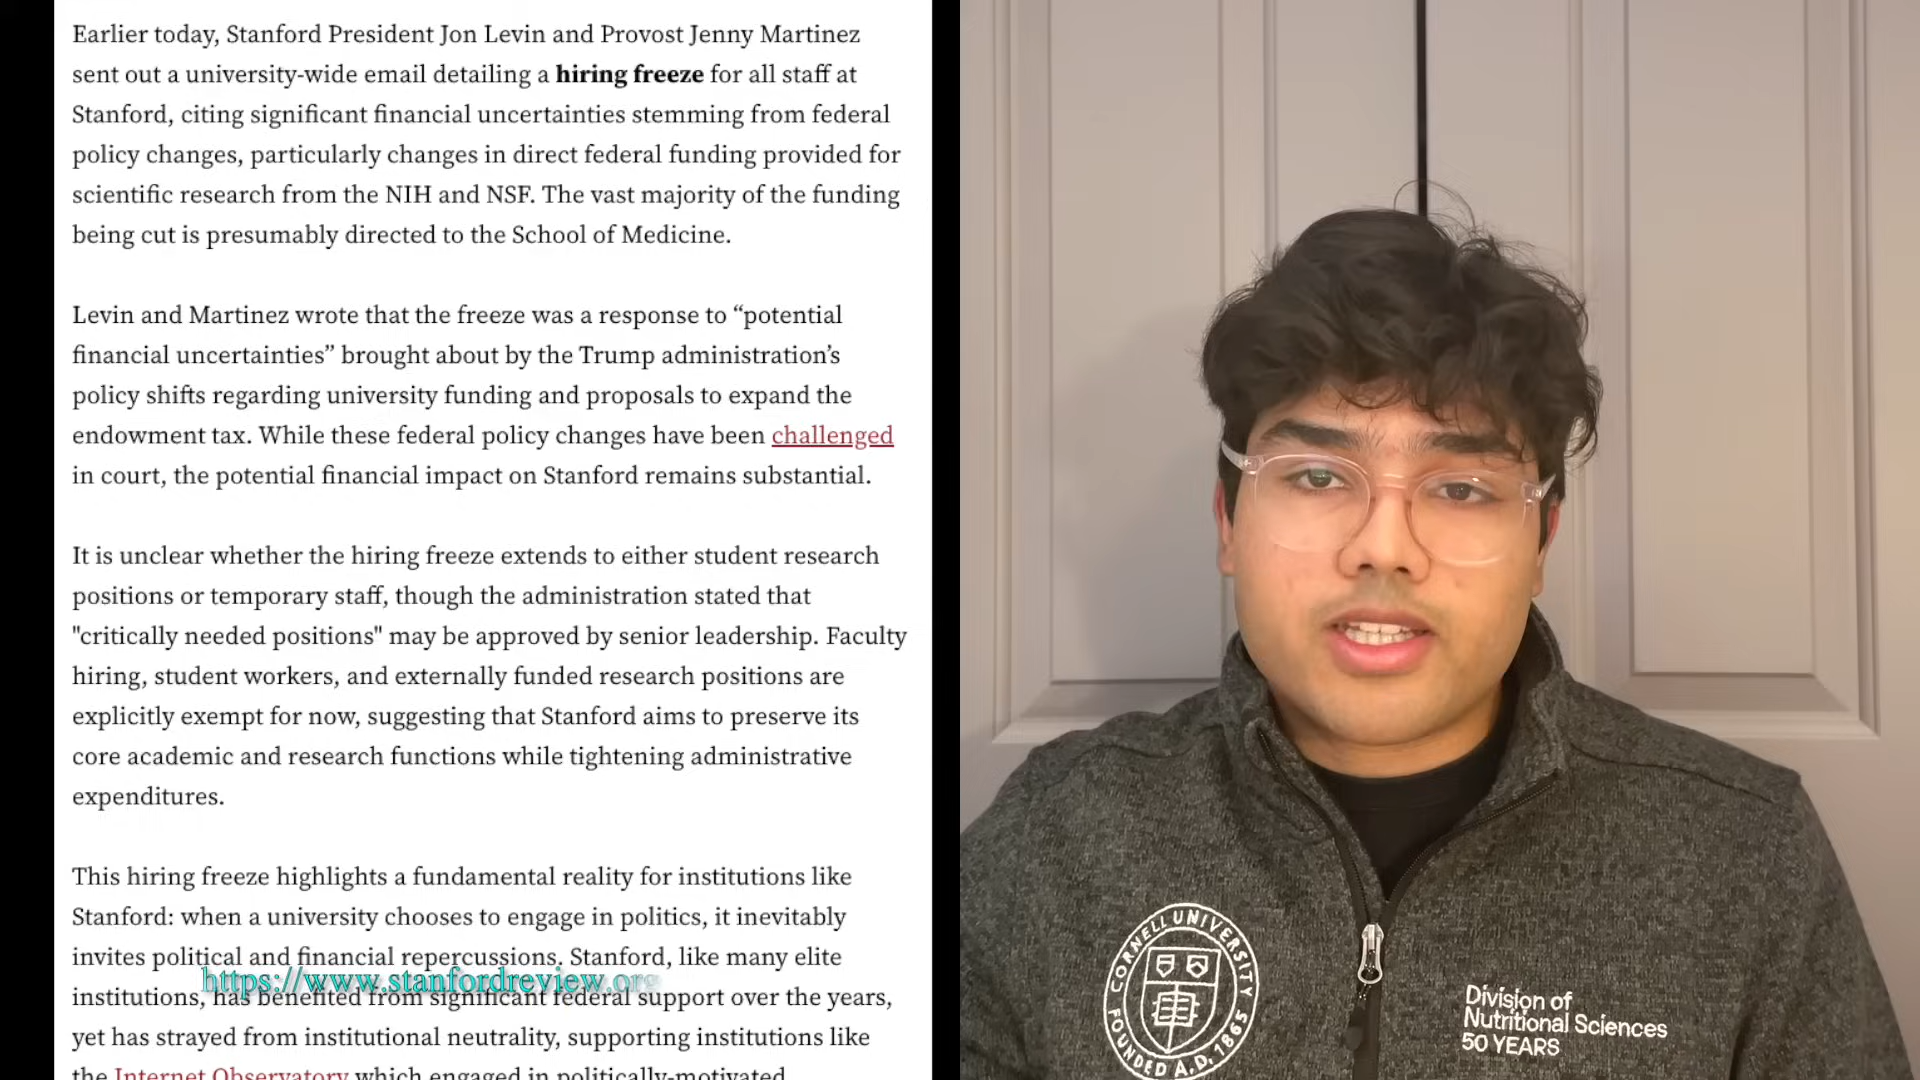 Earlier today, Stanford President Jon Levin and Provost Jenny Martinez
sent out a university-wide email detailing a hiring freeze for all staff at
Stanford, citing significant financial uncertainties stemming from federal
policy changes, particularly changes in direct federal funding provided for
scientific research from the NIH and NSF. The vast majority of the funding
being cut is presumably directed to the School of Medicine.
Levin and Martinez wrote that the freeze was a response to “potential
financial uncertainties” brought about by the Trump administration’s
policy shifts regarding university funding and proposals to expand the
endowment tax. While these federal policy changes have been challenged
in court, the potential financial impact on Stanford remains substantial.
It is unclear whether the hiring freeze extends to either student research
positions or temporary staff, though the administration stated that
"critically needed positions" may be approved by senior leadership. Faculty
hiring, student workers, and externally funded research positions are
explicitly exempt for now, suggesting that Stanford aims to preserve its
core academic and research functions while tightening administrative
expenditures.
This hiring freeze highlights a fundamental reality for institutions like
Stanford: when a university chooses to engage in politics, it inevitably
invites political and financial repercussions. Stanford, like many elite
https://www.stanfordreview.org
institutions, has benefited from significant federal support over the years,
yet has strayed from institutional neutrality, supporting institutions like
the Internet Observatory which engaged in politically-motivated
CORNELL UNIVERSITY
FOUNDED A.D. 1865
Division of
Nutritional Sciences
50 YEARS